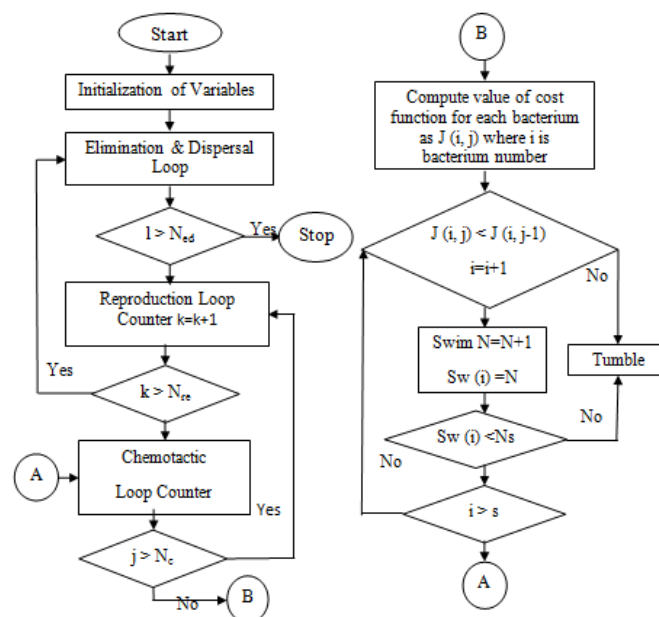 Start
Initialization of Variables
Elimination & Dispersal
Loop
l > Ned
Yes
Stop
Reproduction Loop
Counter k=k+1
Yes
k > Nre
A
Chemotactic
Loop Counter
Yes
j > Nc
No
B
B
Compute value of cost
function for each bacterium
as J (i, j) where i is
bacterium number
J (i, j) < J (i, j-1)
i=i+1
No
Swim N=N+1
Sw (i) =N
Tumble
No
Sw (i) <Ns
No
i > s
A